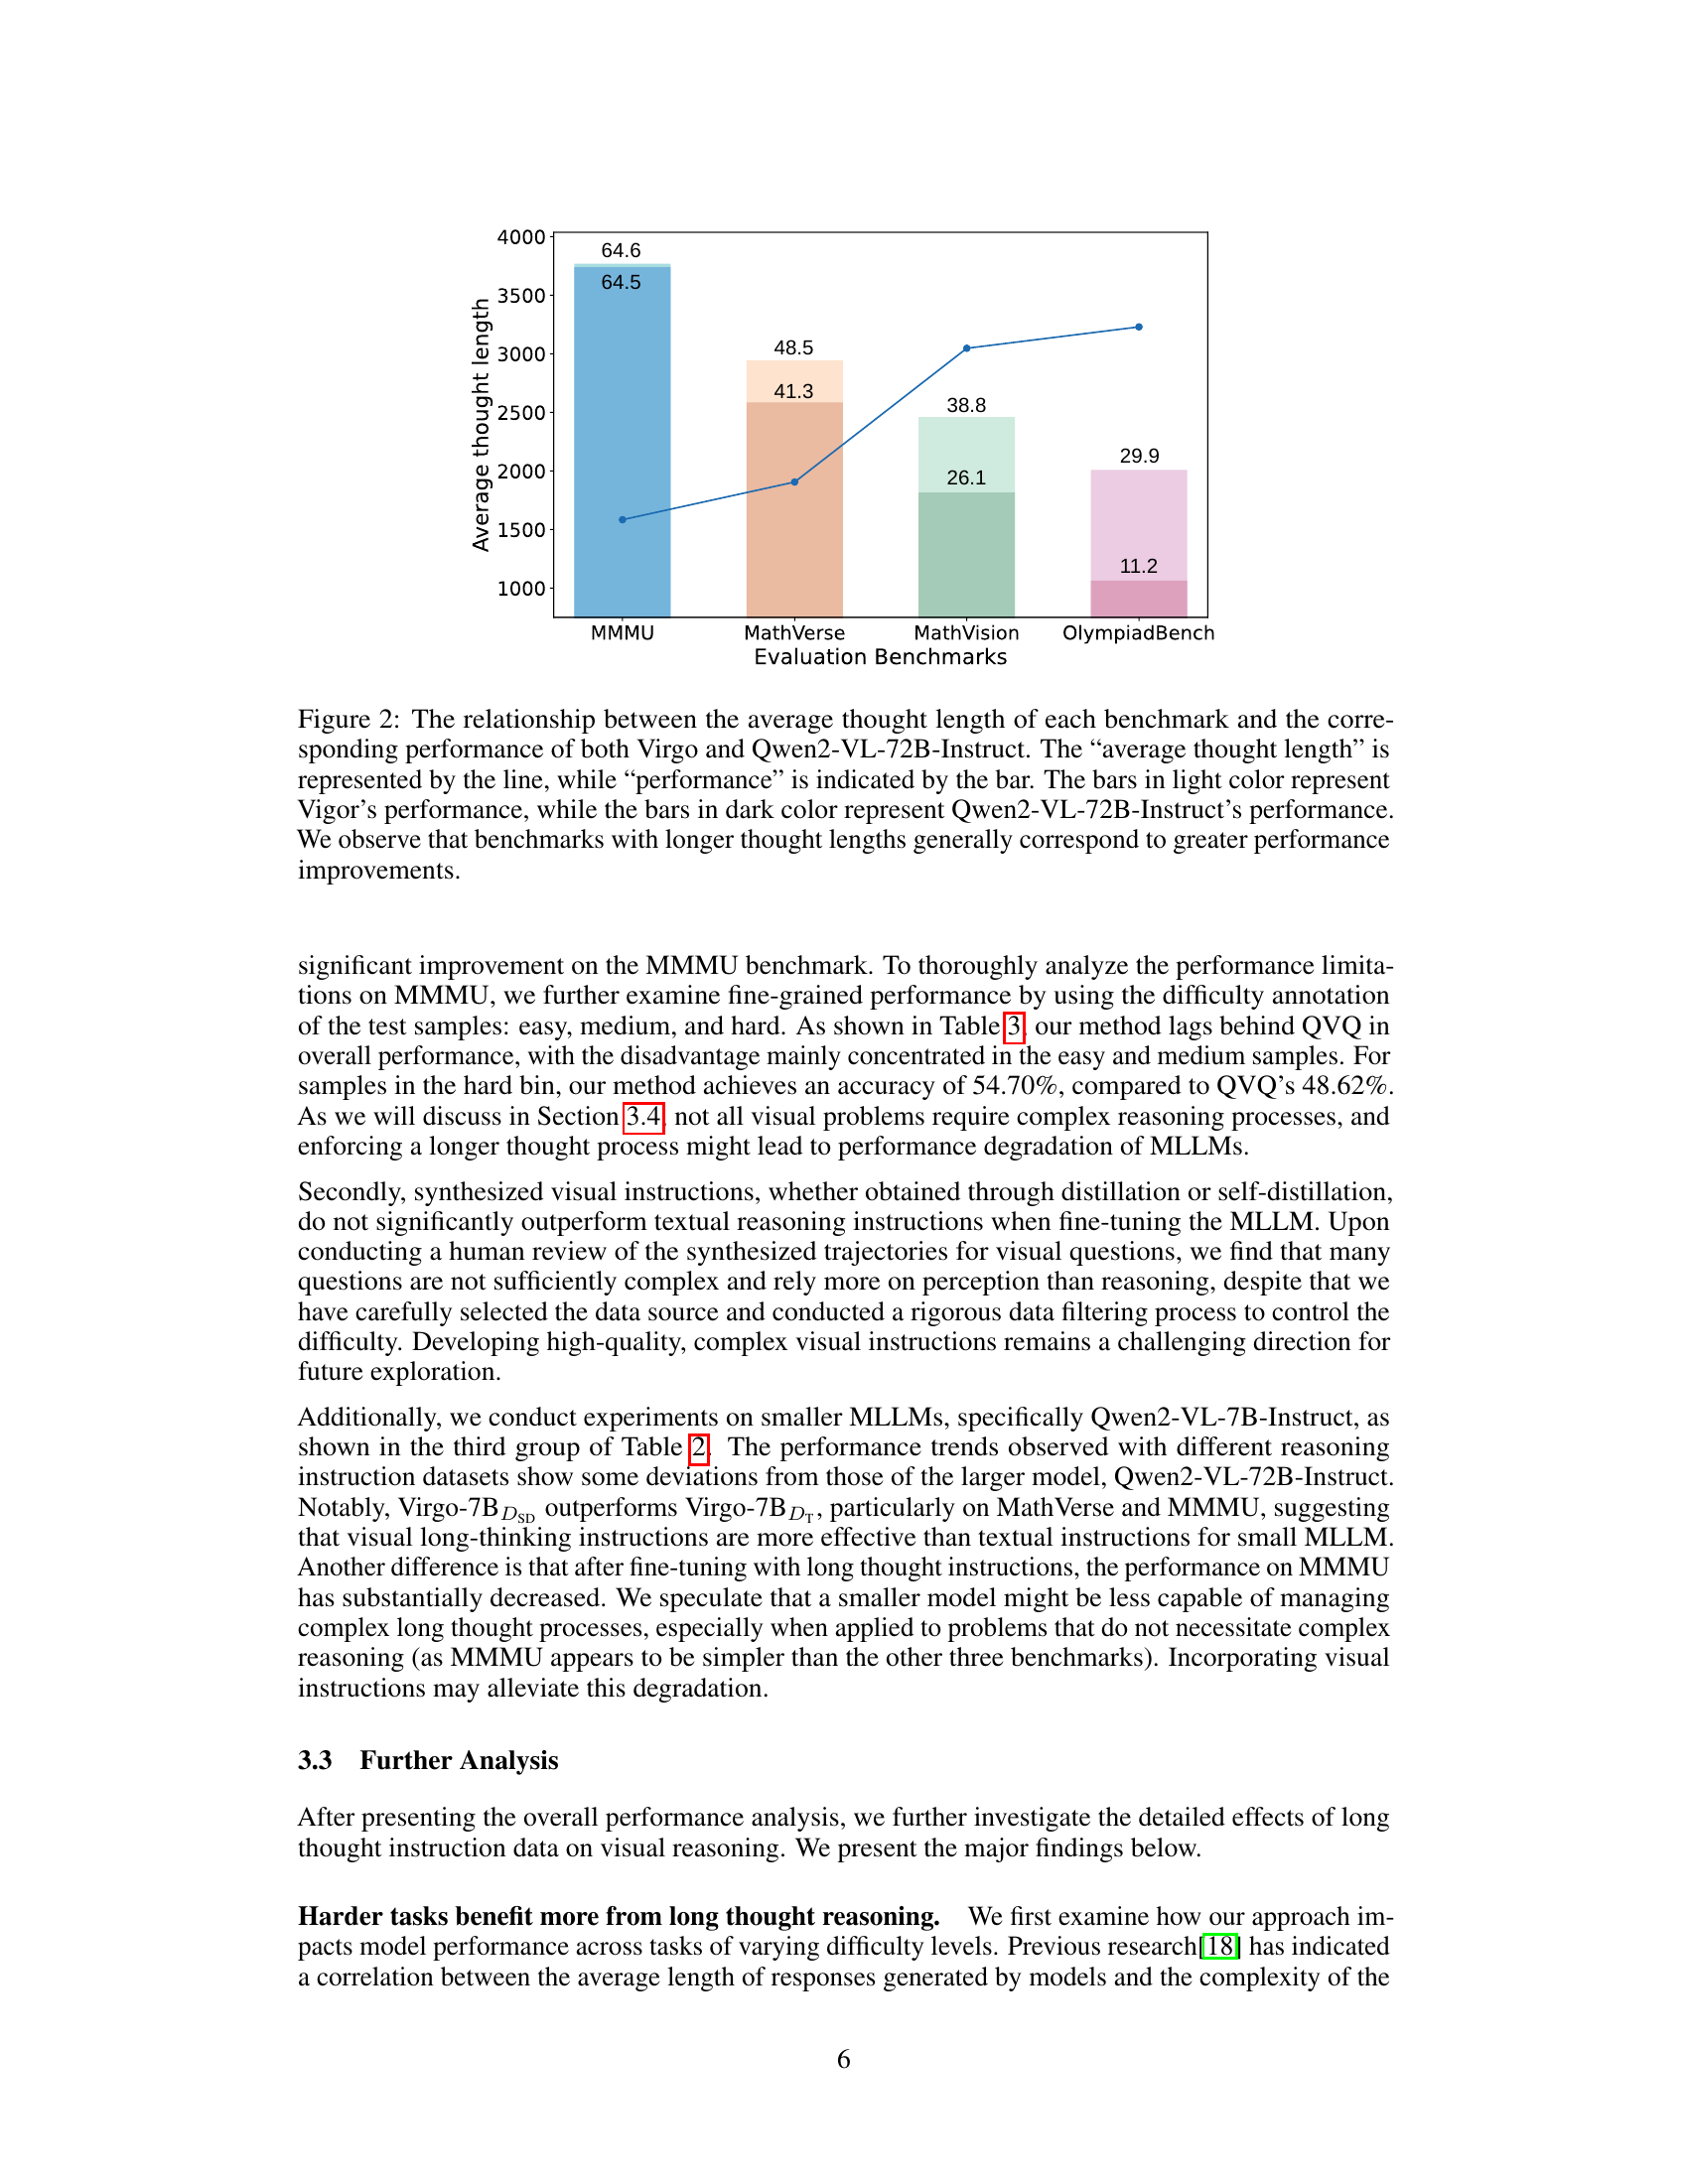 4000
3500
3000
2500
2000
1500
1000
Average thought length
64.6
64.5
48.5
41.3
38.8
26.1
29.9
11.2
MMMU MathVerse MathVision OlympiadBench
Evaluation Benchmarks
Figure 2: The relationship between the average thought length of each benchmark and the corre-
sponding performance of both Virgo and Qwen2-VL-72B-Instruct. The “average thought length” is
represented by the line, while “performance” is indicated by the bar. The bars in light color represent
Vigor’s performance, while the bars in dark color represent Qwen2-VL-72B-Instruct’s performance.
We observe that benchmarks with longer thought lengths generally correspond to greater performance
improvements.
significant improvement on the MMMU benchmark. To thoroughly analyze the performance limita-
tions on MMMU, we further examine fine-grained performance by using the difficulty annotation
of the test samples: easy, medium, and hard. As shown in Table 3, our method lags behind QVQ in
overall performance, with the disadvantage mainly concentrated in the easy and medium samples. For
samples in the hard bin, our method achieves an accuracy of 54.70%, compared to QVQ’s 48.62%.
As we will discuss in Section 3.4, not all visual problems require complex reasoning processes, and
enforcing a longer thought process might lead to performance degradation of MLLMs.
Secondly, synthesized visual instructions, whether obtained through distillation or self-distillation,
do not significantly outperform textual reasoning instructions when fine-tuning the MLLM. Upon
conducting a human review of the synthesized trajectories for visual questions, we find that many
questions are not sufficiently complex and rely more on perception than reasoning, despite that we
have carefully selected the data source and conducted a rigorous data filtering process to control the
difficulty. Developing high-quality, complex visual instructions remains a challenging direction for
future exploration.
Additionally, we conduct experiments on smaller MLLMs, specifically Qwen2-VL-7B-Instruct, as
shown in the third group of Table 2. The performance trends observed with different reasoning
instruction datasets show some deviations from those of the larger model, Qwen2-VL-72B-Instruct.
Notably, Virgo-7B_{D_{SD}} outperforms Virgo-7B_{D_T}, particularly on MathVerse and MMMU, suggesting
that visual long-thinking instructions are more effective than textual instructions for small MLLM.
Another difference is that after fine-tuning with long thought instructions, the performance on MMMU
has substantially decreased. We speculate that a smaller model might be less capable of managing
complex long thought processes, especially when applied to problems that do not necessitate complex
reasoning (as MMMU appears to be simpler than the other three benchmarks). Incorporating visual
instructions may alleviate this degradation.
3.3 Further Analysis
After presenting the overall performance analysis, we further investigate the detailed effects of long
thought instruction data on visual reasoning. We present the major findings below.
Harder tasks benefit more from long thought reasoning. We first examine how our approach im-
pacts model performance across tasks of varying difficulty levels. Previous research[18] has indicated
a correlation between the average length of responses generated by models and the complexity of the
6